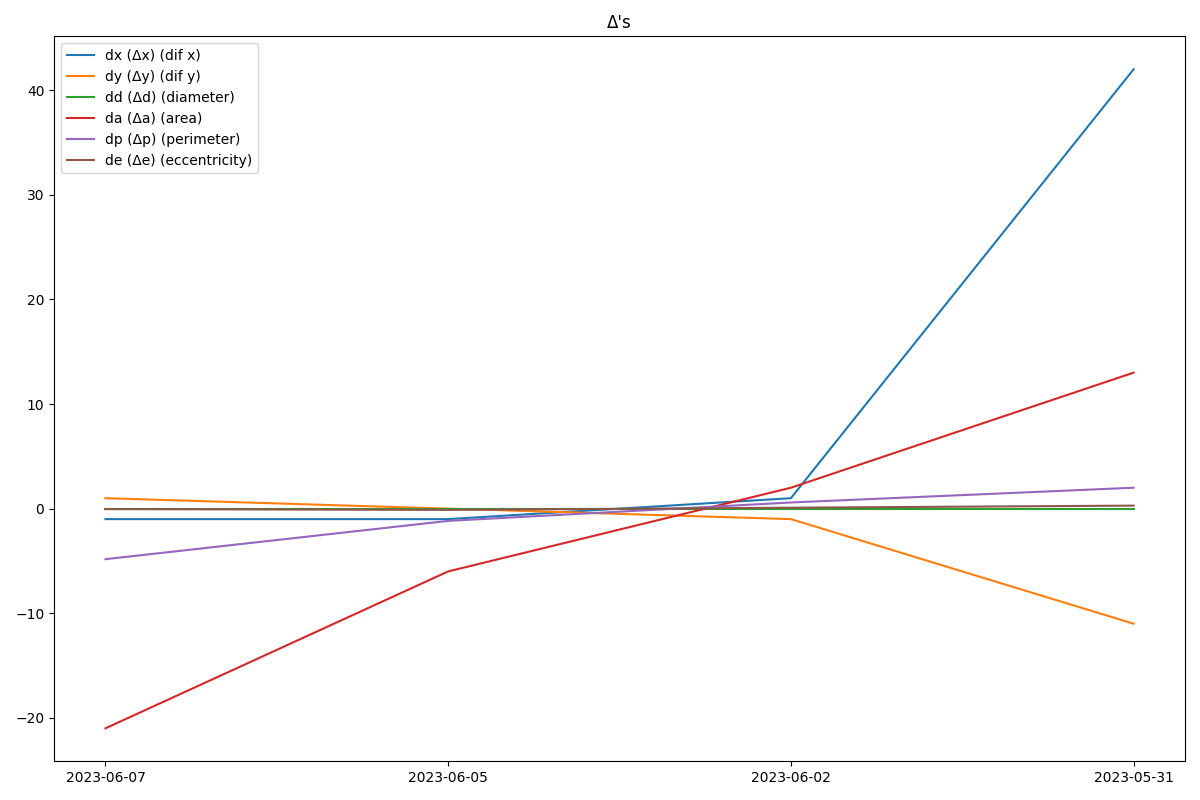 Δ's
dx (Δx) (dif x)
dy (Δy) (dif y)
dd (Δd) (diameter)
da (Δa) (area)
dp (Δp) (perimeter)
de (Δe) (eccentricity)
40
30
20
10
0
−10
−20
2023-06-07 2023-06-05 2023-06-02 2023-05-31